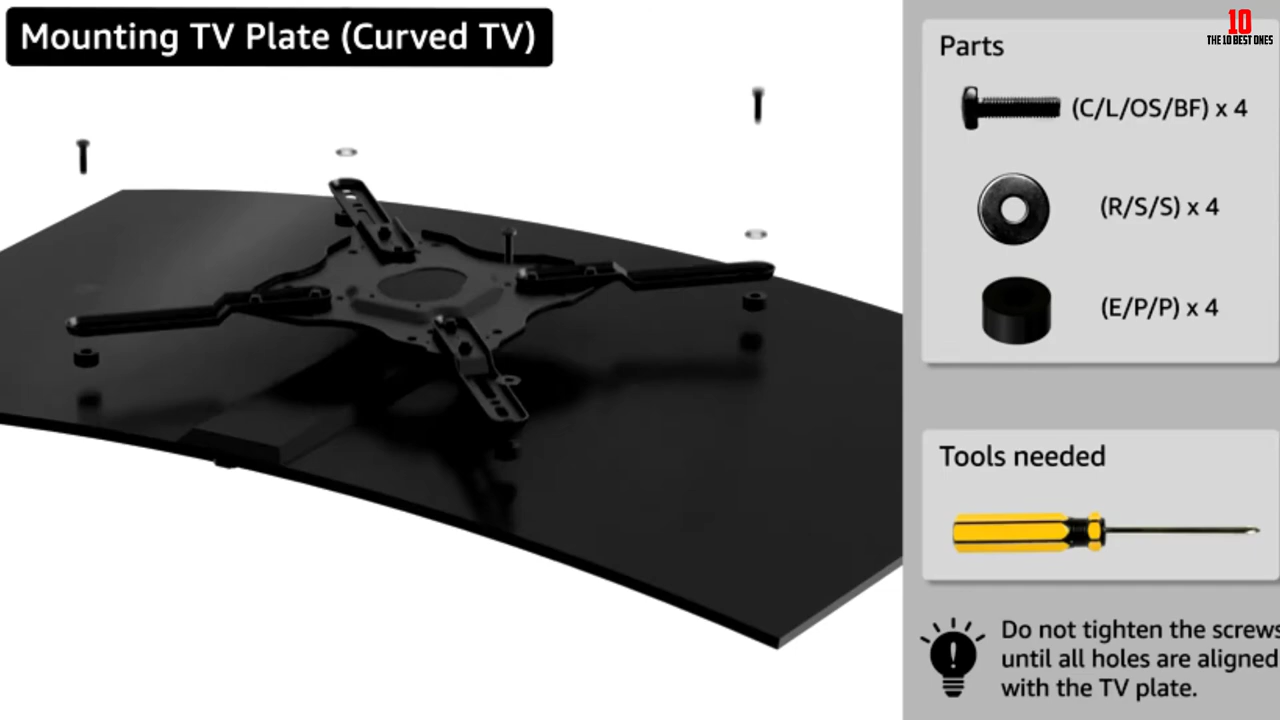 Mounting TV Plate (Curved TV)
10
THE 10 BEST ONES
Parts
(C/L/OS/BF) x 4
(R/S/S) x 4
(E/P/P) x 4
Tools needed
Do not tighten the screws
until all holes are aligned
with the TV plate.